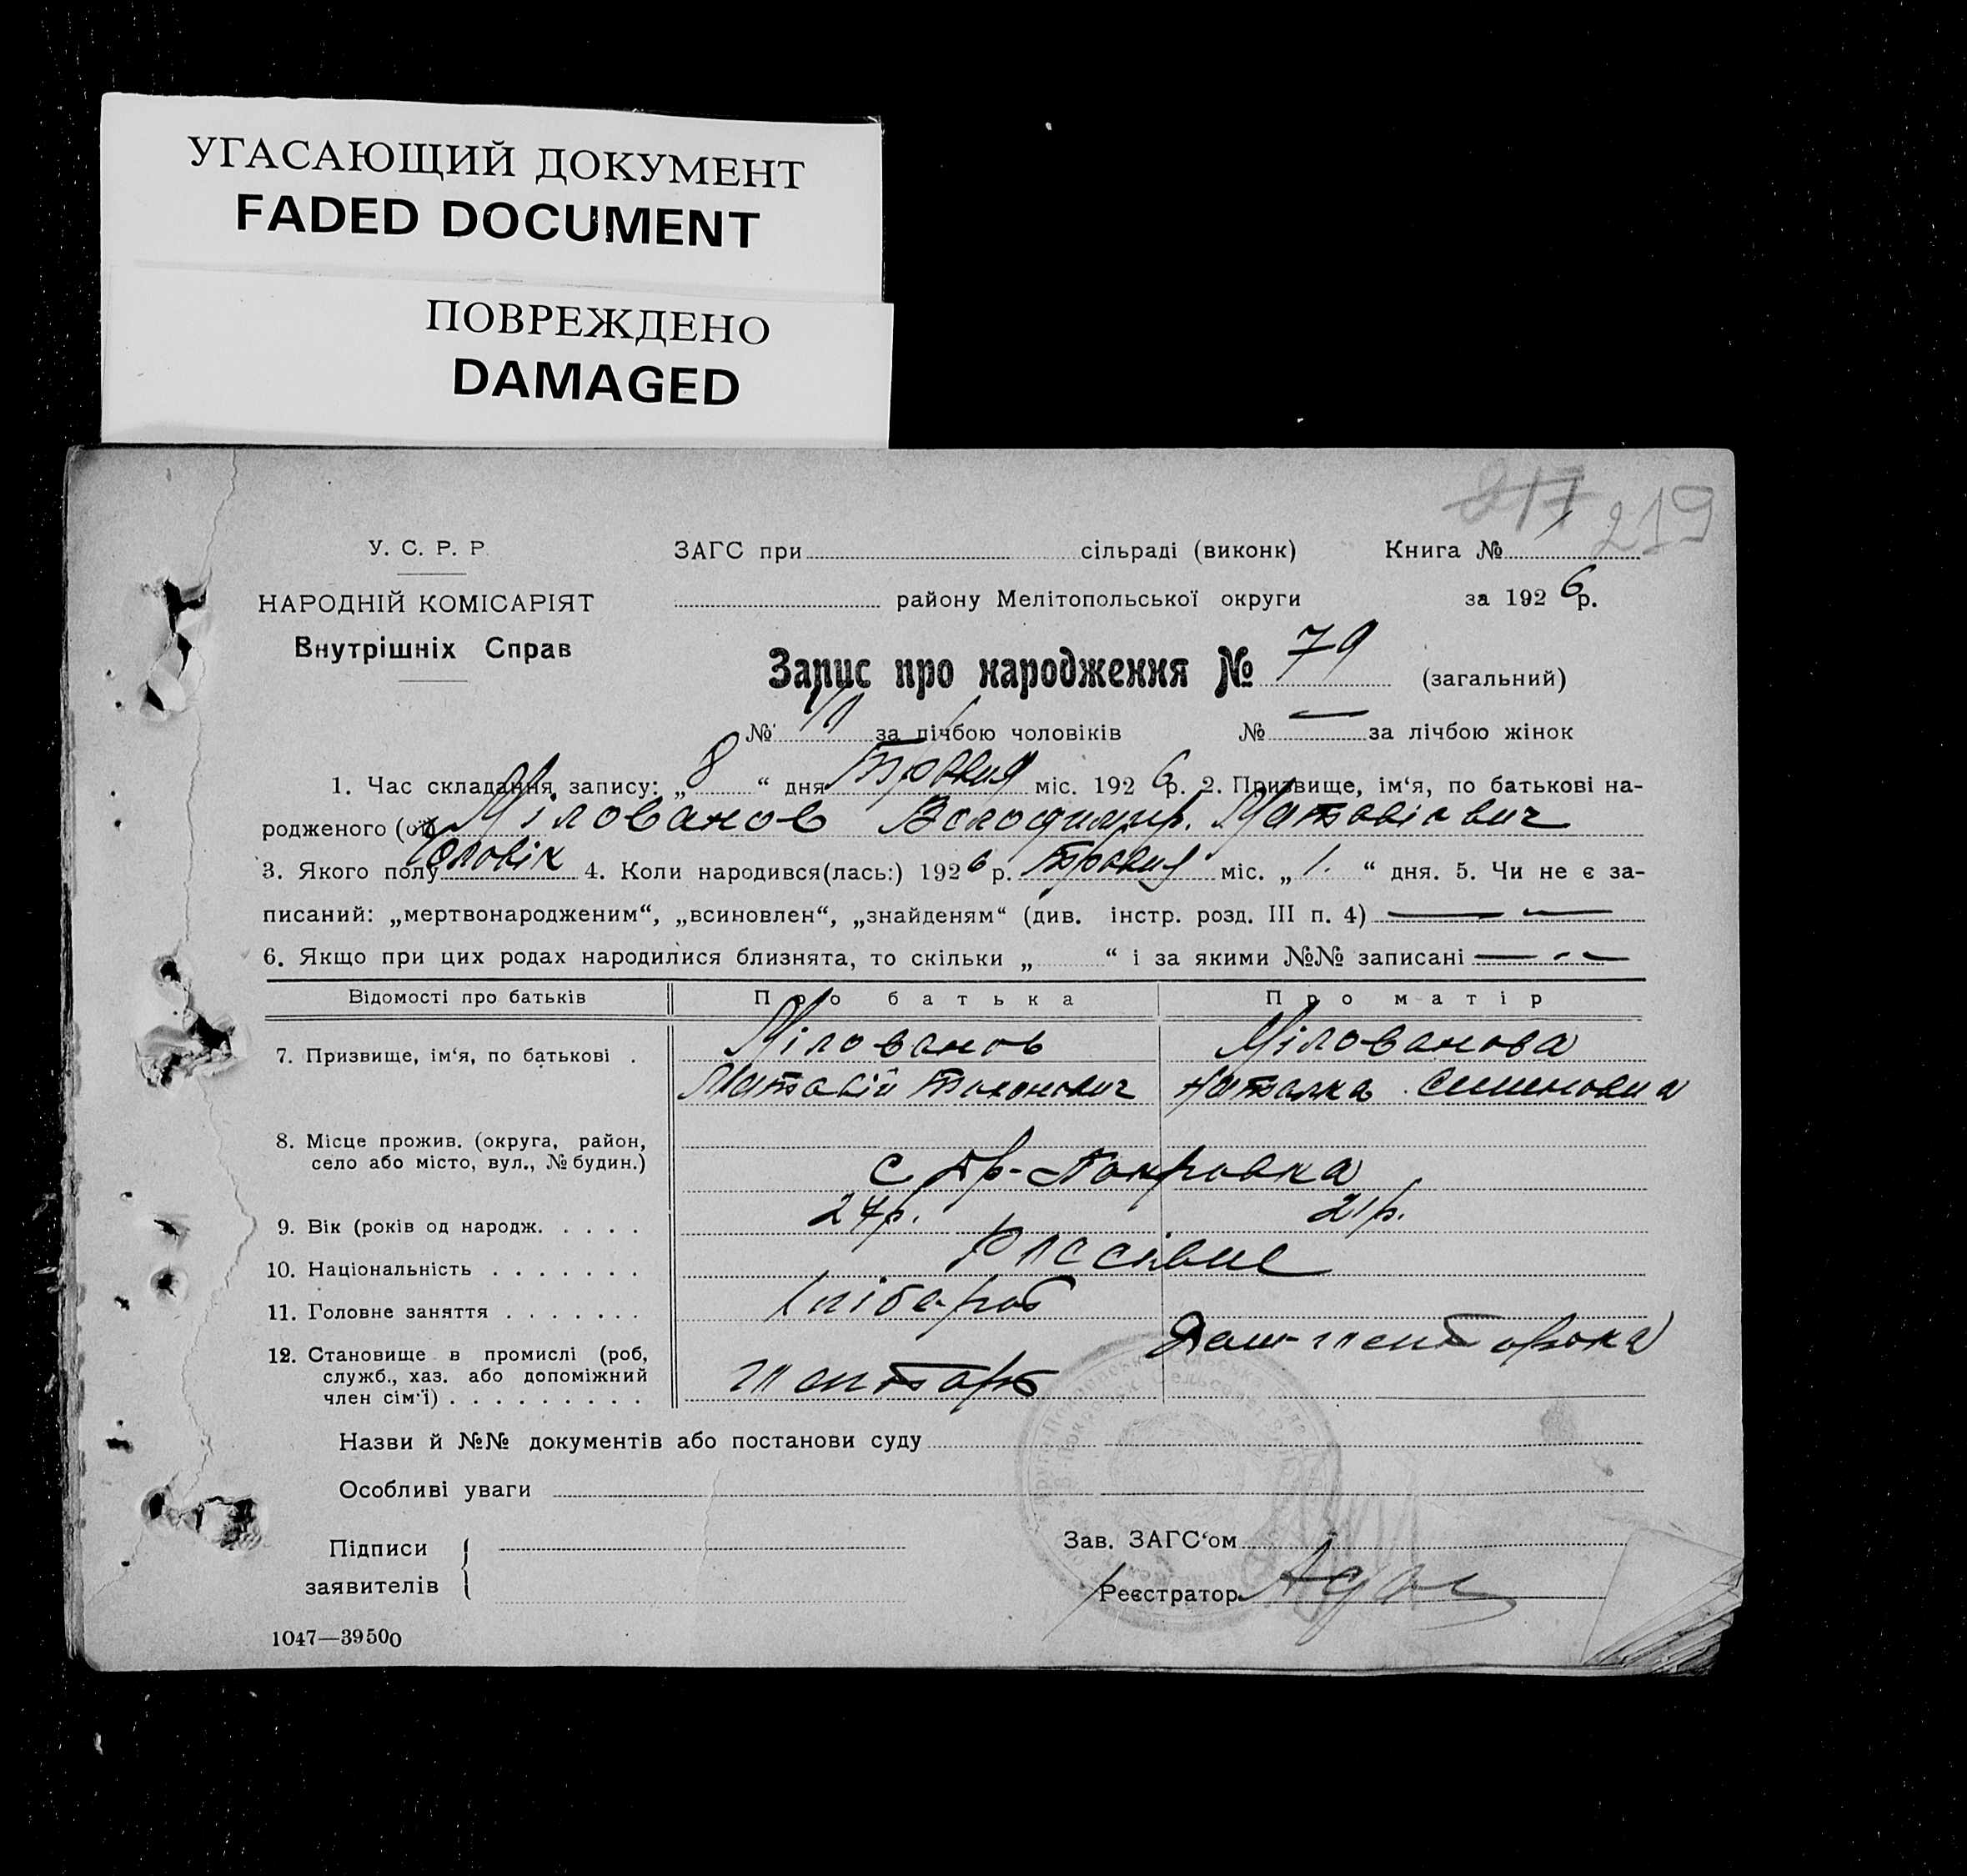 УГАСАЮЩИЙ ДОКУМЕНТ
FADED DOCUMENT
ПОВРЕЖДЕНО
DAMAGED
217 219
У. С. Р. Р.
ЗАГС при сільраді (виконк) Книга № 1
НАРОДНІЙ КОМІСАРІЯТ
району Мелітопольської округи за 1926 р.
Внутрішніх Справ
Запис про народження № 79 (загальний)
№ за лічбою чоловіків № — за лічбою жінок
1. Час складання запису: „8“ дня Травня міс. 1926 р. 2. Призвище, ім‘я, по батькові на-
родженого (ої) Мілованов Володимир. Матвієвич
3. Якого полу Чоловік 4. Коли народився(лась:) 1926 р. Травня міс. „1.“ дня. 5. Чи не є за-
писаний: „мертвонародженим“, „всиновлен“, „знайденям“ (див. інстр. розд. III п. 4) — —
6. Якщо при цих родах народилися близнята, то скільки „ “ і за якими №№ записані — - —
Відомості про батьків Про батька Про матір
7. Призвище, ім‘я, по батькові . Мілованов Мілованова
Матвій Наталка
8. Місце прожив. (округа, район,
село або місто, вул., № будин.)
с -Покровка
9. Вік (років од народж. . . . . 24р. 21р.
10. Національність . . . . . . .
11. Головне заняття . . . . . . . Хлібороб
12. Становище в промислі (роб,
служб., хаз. або допоміжний
член сім‘ї) . . . . . . . . .
Назви й №№ документів або постанови суду
Особливі уваги
Підписи
заявителів
Зав. ЗАГС‘ом
Реєстратор
1047—39500